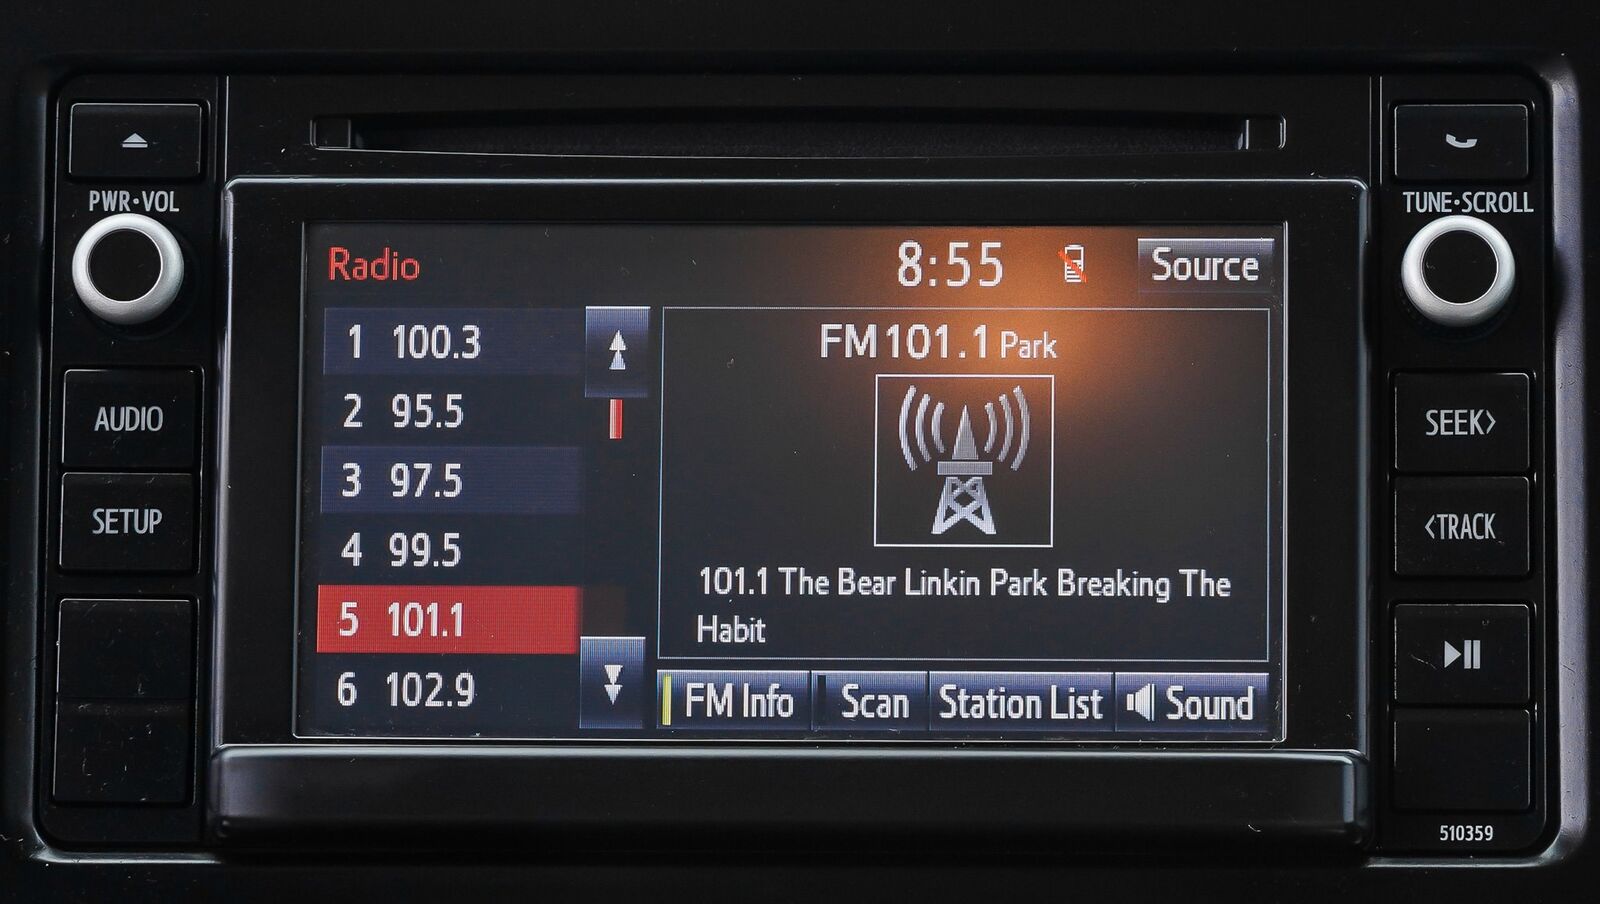 PWR•VOL
TUNE•SCROLL
Radio
8:55
Source
1 100.3
2 95.5
3 97.5
4 99.5
5 101.1
6 102.9
FM 101.1 Park
101.1 The Bear Linkin Park Breaking The
Habit
FM Info
Scan
Station List
Sound
AUDIO
SETUP
SEEK>
<TRACK
510359